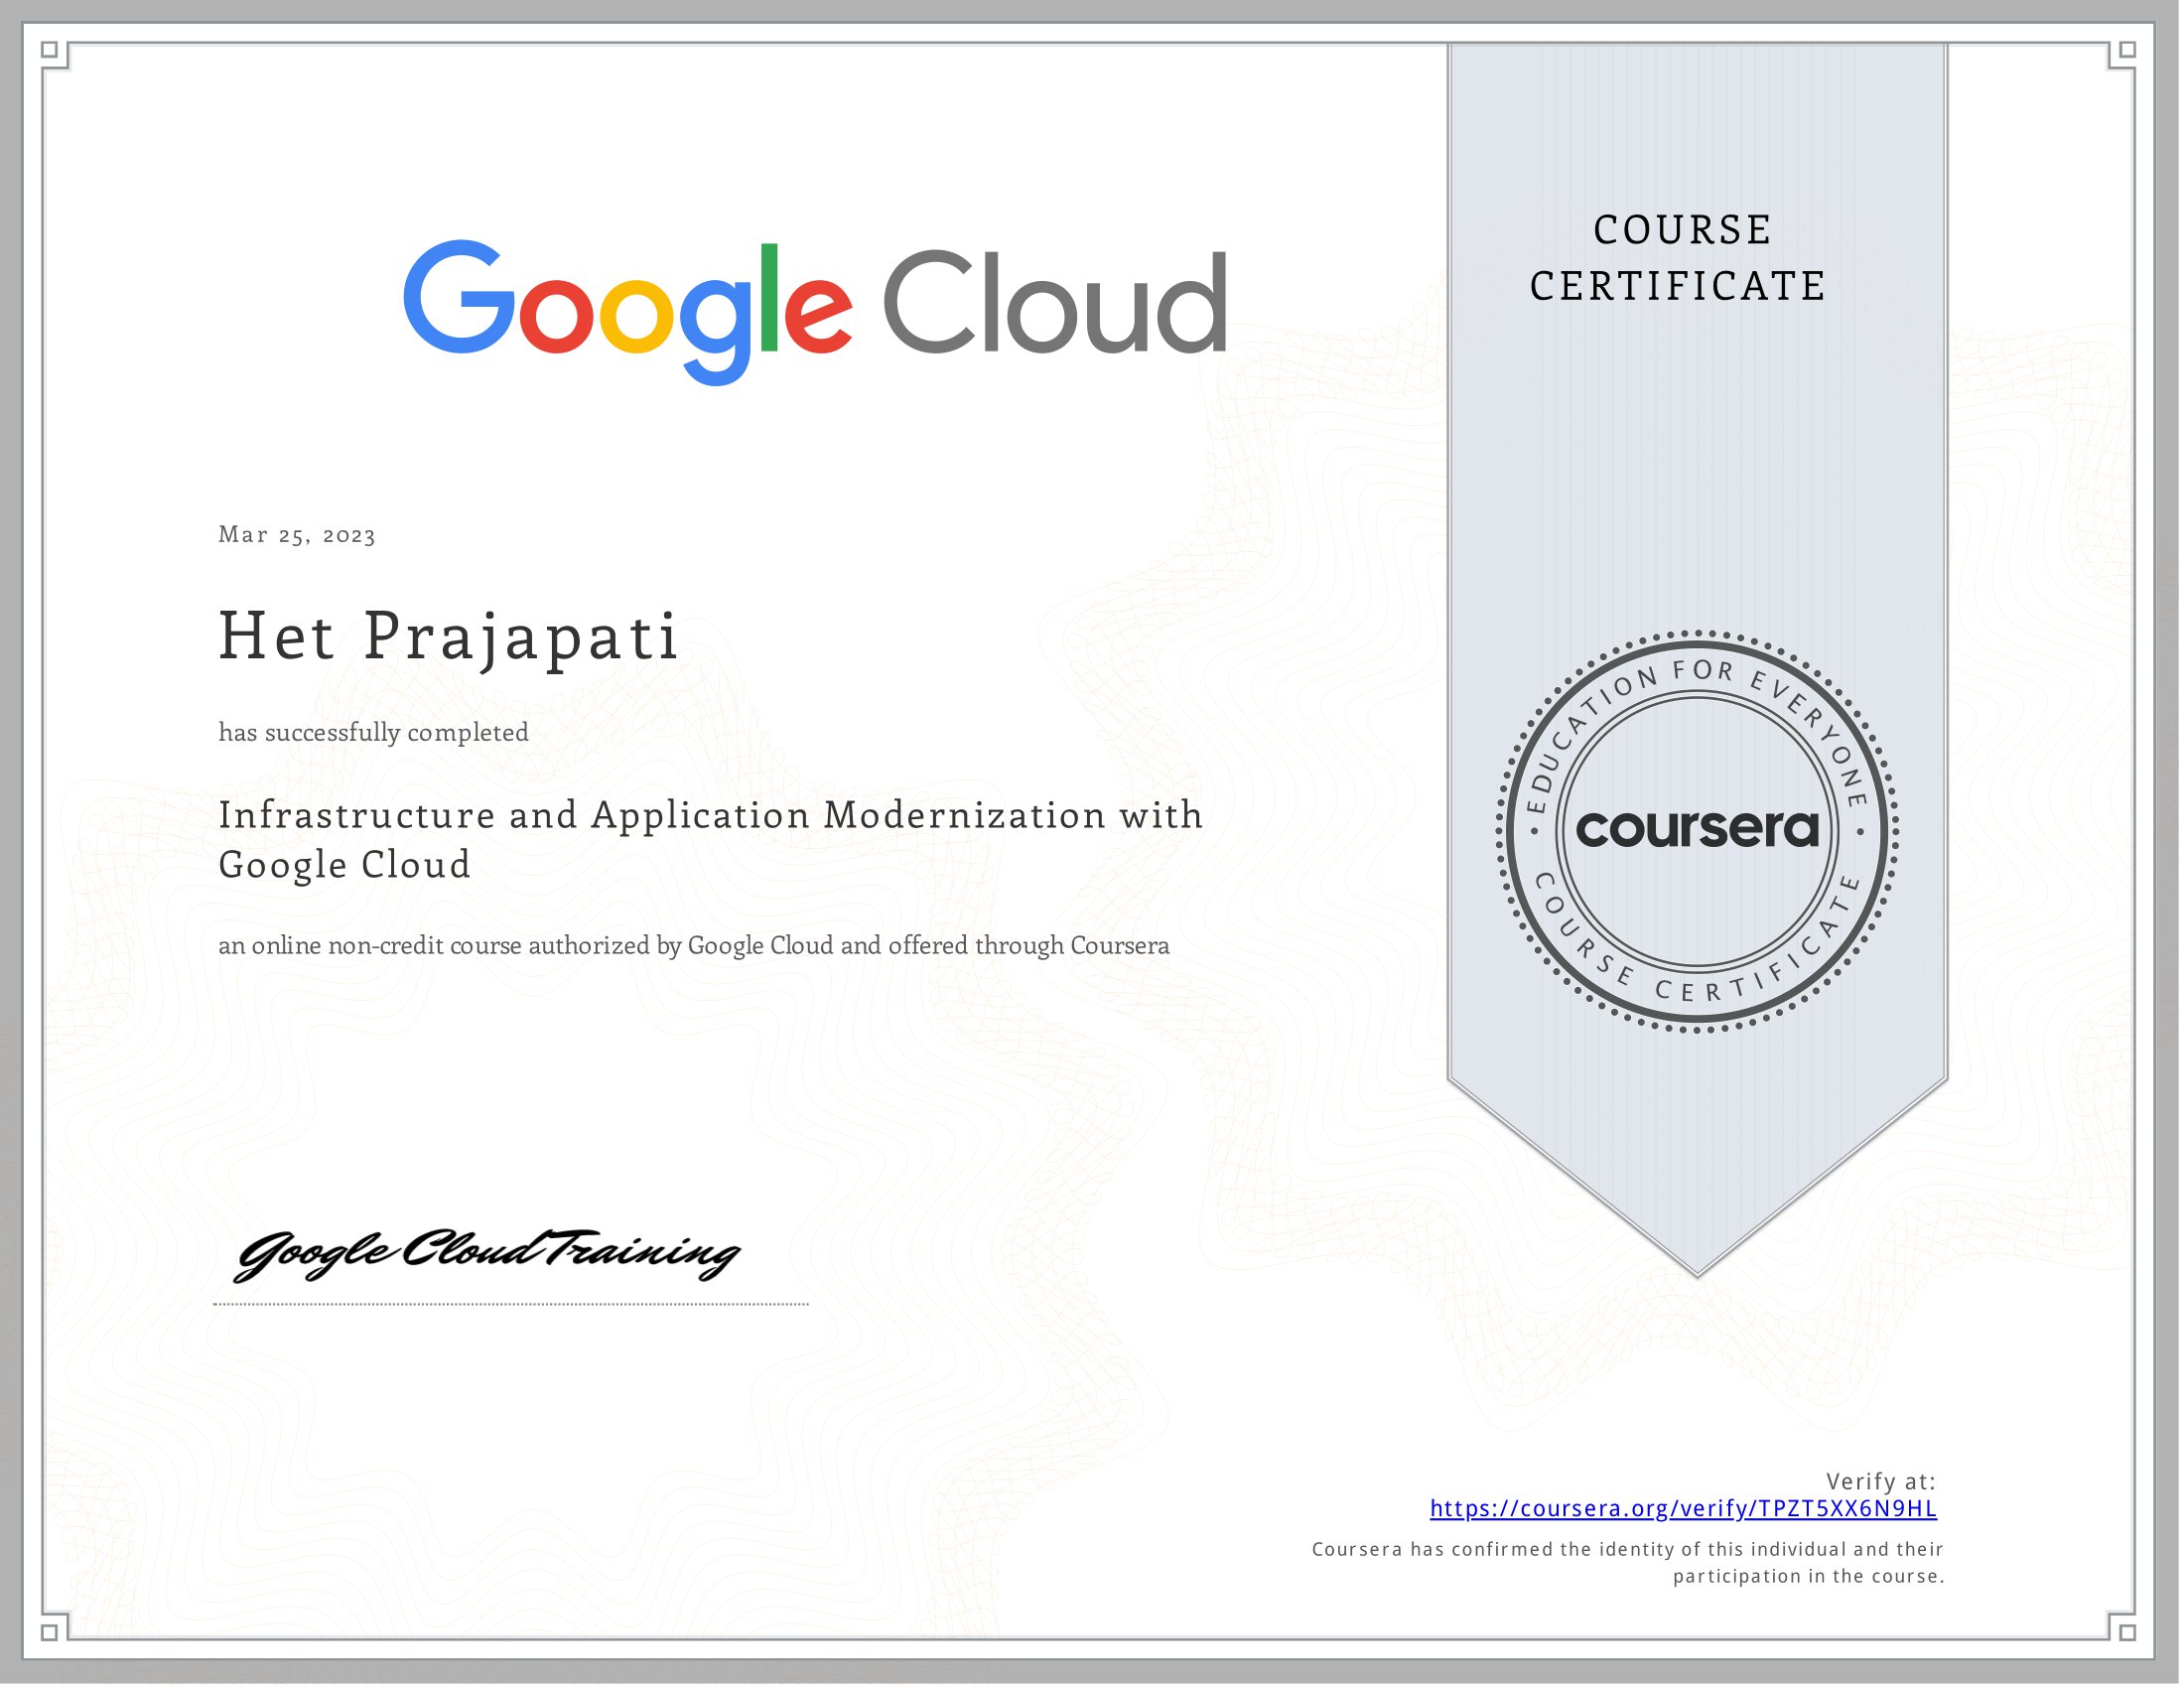 Google Cloud
COURSE
CERTIFICATE
Mar 25, 2023
Het Prajapati
has successfully completed
Infrastructure and Application Modernization with
Google Cloud
an online non-credit course authorized by Google Cloud and offered through Coursera
EDUCATION FOR EVERYONE
coursera
COURSE CERTIFICATE
Google Cloud Training
Verify at:
https://coursera.org/verify/TPZT5XX6N9HL
Coursera has confirmed the identity of this individual and their
participation in the course.